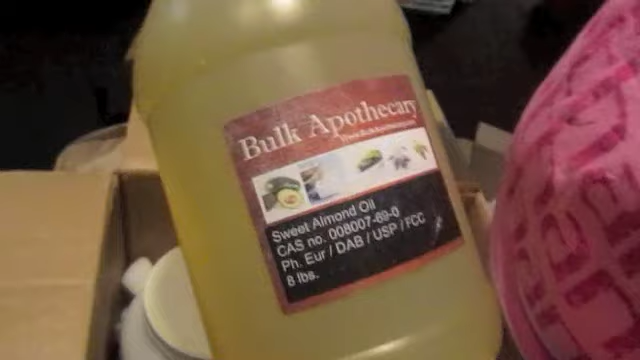 Bulk Apothecary
Sweet Almond Oil
CAS no. 008007-69-0
Ph. Eur / DAB / USP / FCC
8 lbs.